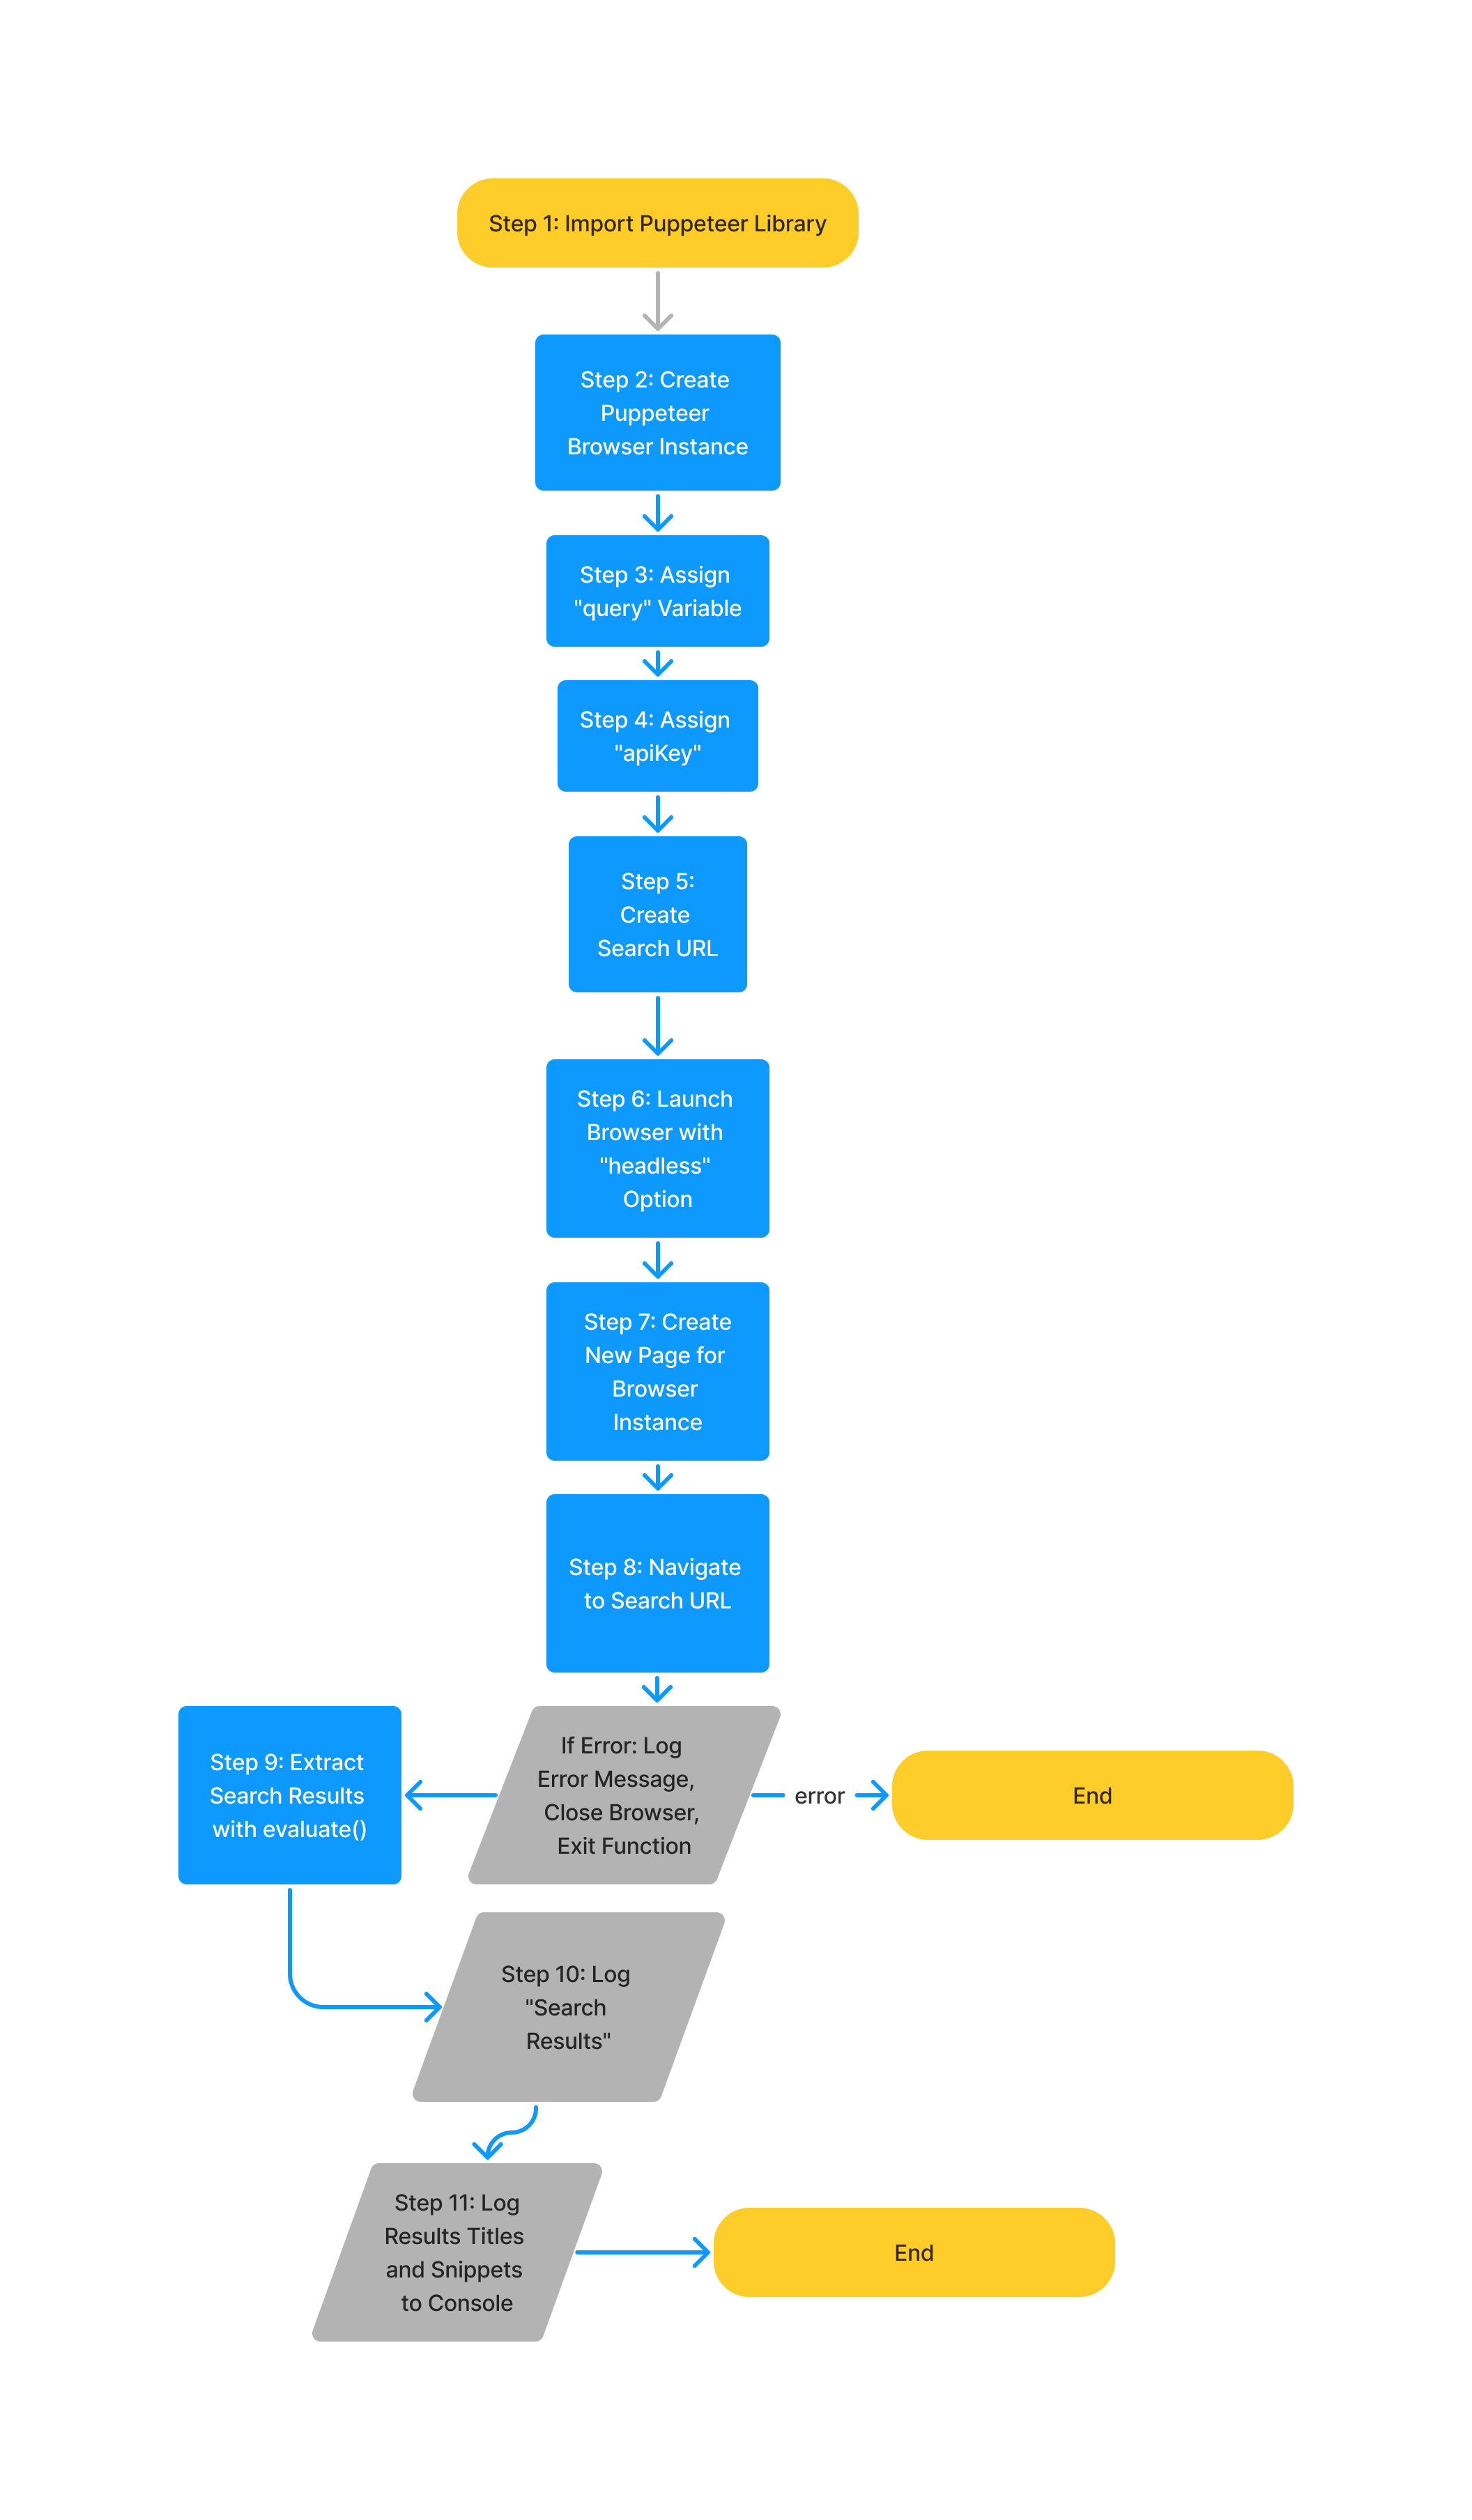 Step 1: Import Puppeteer Library
Step 2: Create
Puppeteer
Browser Instance
Step 3: Assign
"query" Variable
Step 4: Assign
"apiKey"
Step 5:
Create
Search URL
Step 6: Launch
Browser with
"headless"
Option
Step 7: Create
New Page for
Browser
Instance
Step 8: Navigate
to Search URL
If Error: Log
Error Message,
Close Browser,
Exit Function
error
End
Step 9: Extract
Search Results
with evaluate()
Step 10: Log
"Search
Results"
Step 11: Log
Results Titles
and Snippets
to Console
End